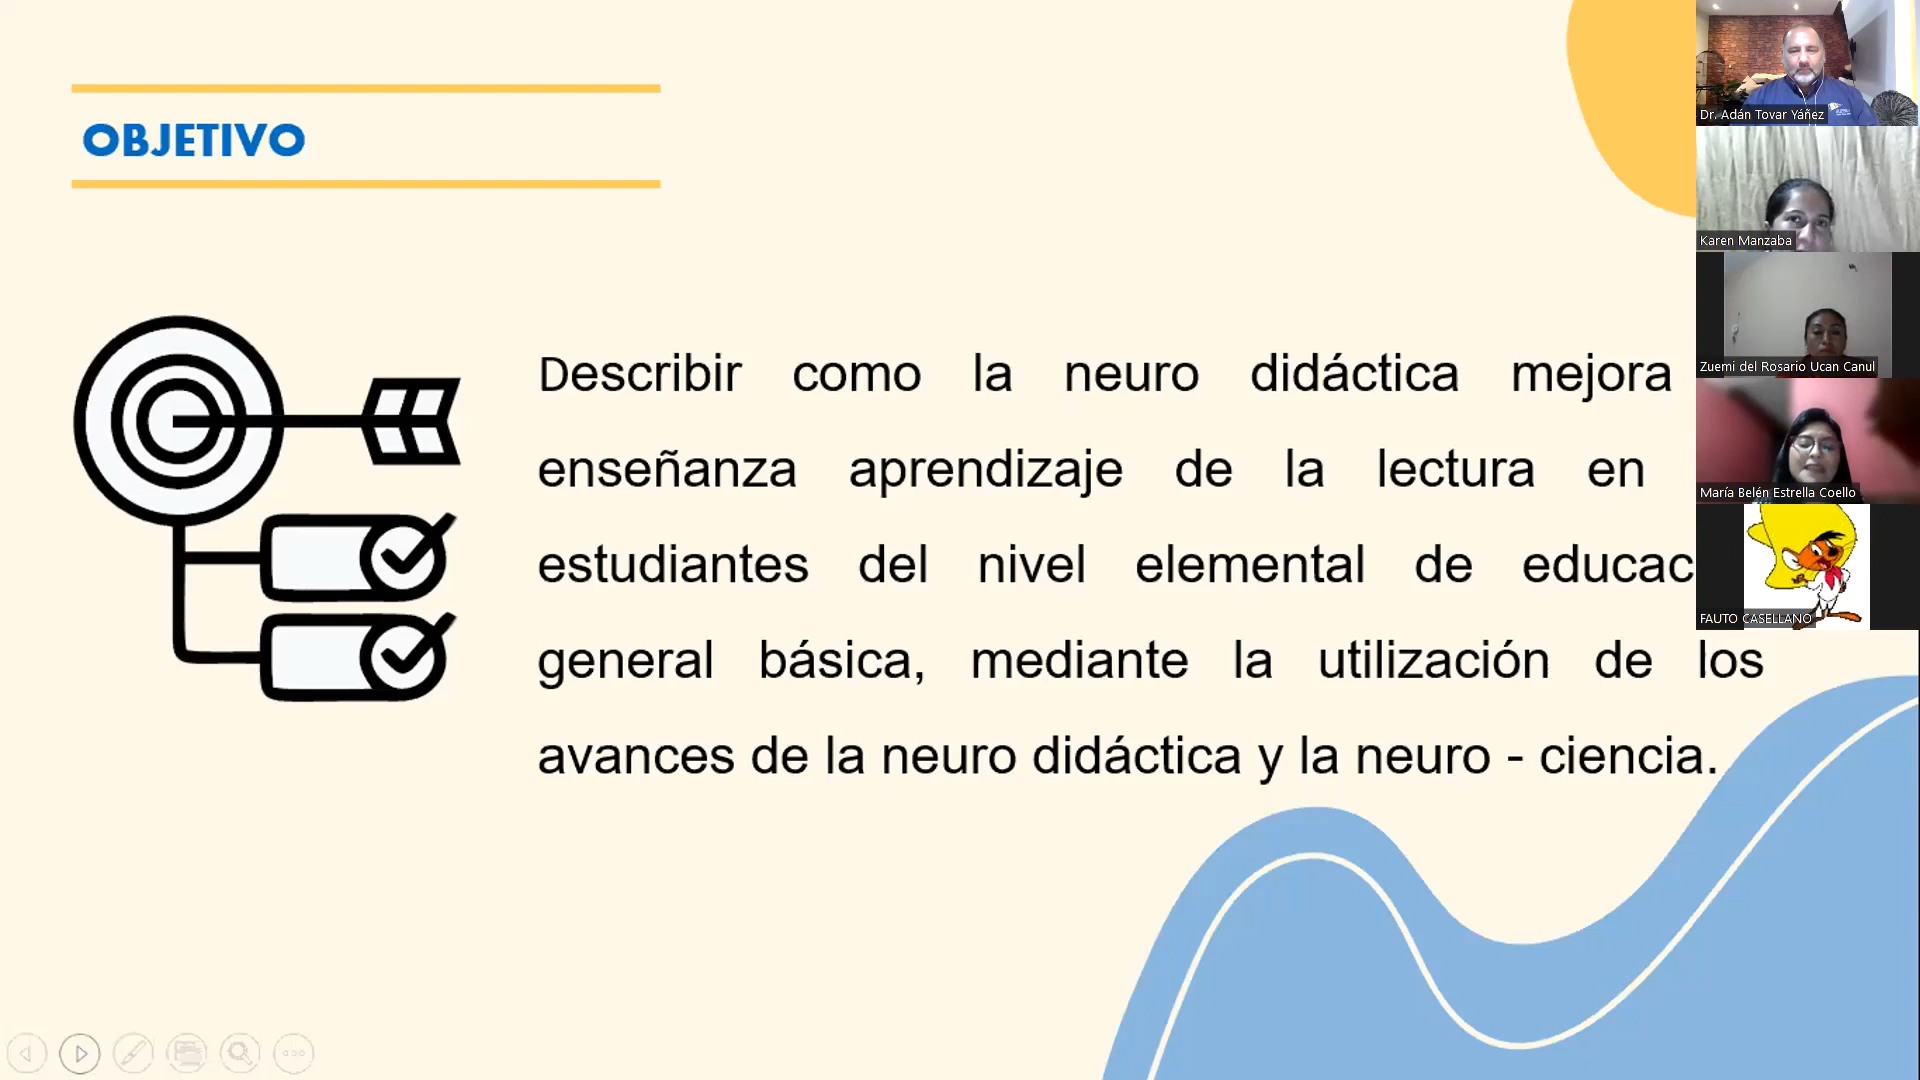 OBJETIVO
Describir como la neuro didáctica mejora
enseñanza aprendizaje de la lectura en
estudiantes del nivel elemental de educac
general básica, mediante la utilización de los
avances de la neuro didáctica y la neuro - ciencia.
Dr. Adán Tovar Yáñez
Karen Manzaba
Zuemi del Rosario Ucan Canul
María Belén Estrella Coello
FAUTO CASELLANO